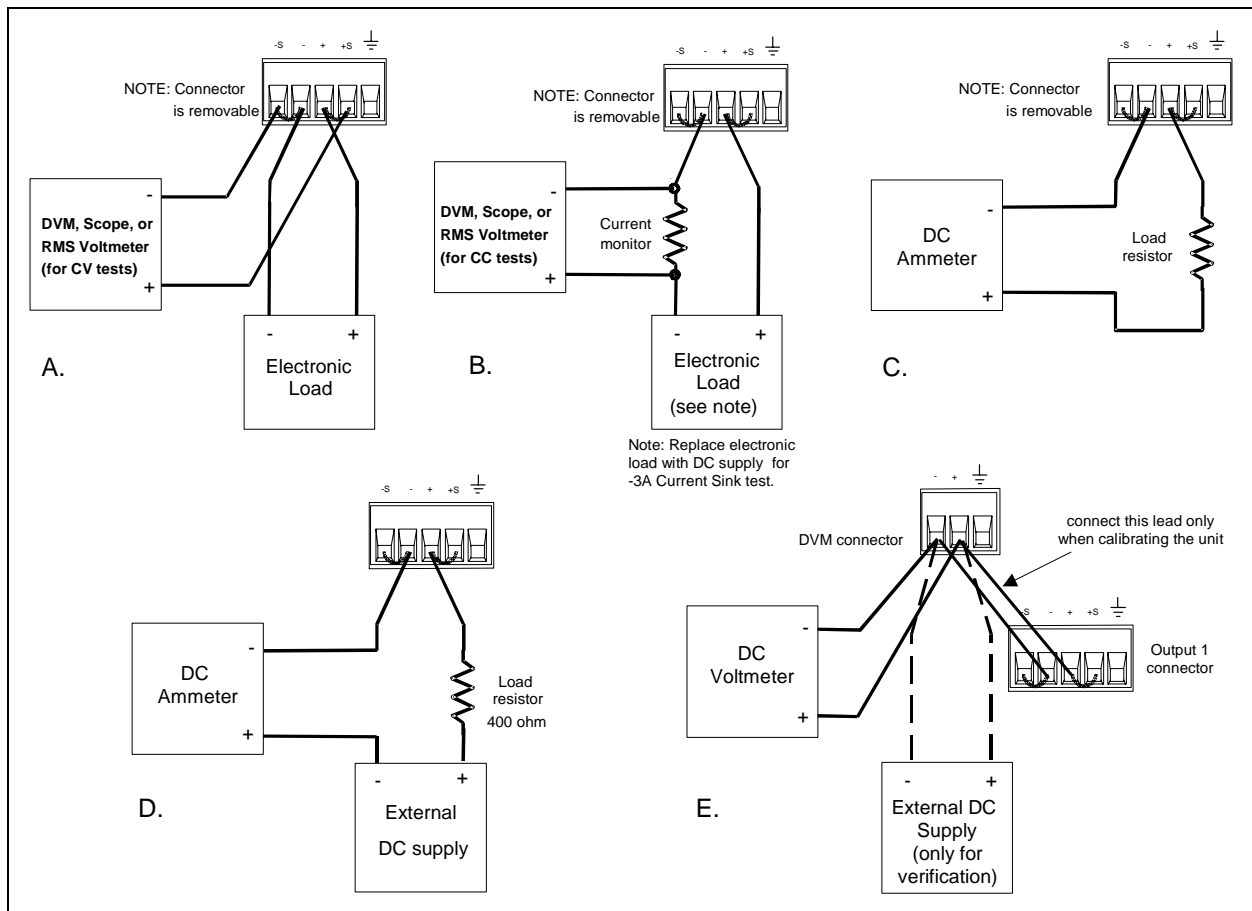 -S - + +S
NOTE: Connector
is removable
-
DVM, Scope, or
RMS Voltmeter
(for CV tests)
+
- +
Electronic
Load
A.
-S - + +S
NOTE: Connector
is removable
-
DVM, Scope, or
RMS Voltmeter
(for CC tests)
+
Current
monitor
- +
Electronic
Load
(see note)
Note: Replace electronic
load with DC supply for
-3A Current Sink test.
B.
-S - + +S
NOTE: Connector
is removable
-
DC
Ammeter
+
Load
resistor
C.
-S - + +S
-
DC
Ammeter
+
Load
resistor
400 ohm
- +
External
DC supply
D.
- +
DVM connector
connect this lead only
when calibrating the unit
-
DC
Voltmeter
+
-S - + +S
Output 1
connector
- +
External DC
Supply
(only for
verification)
E.